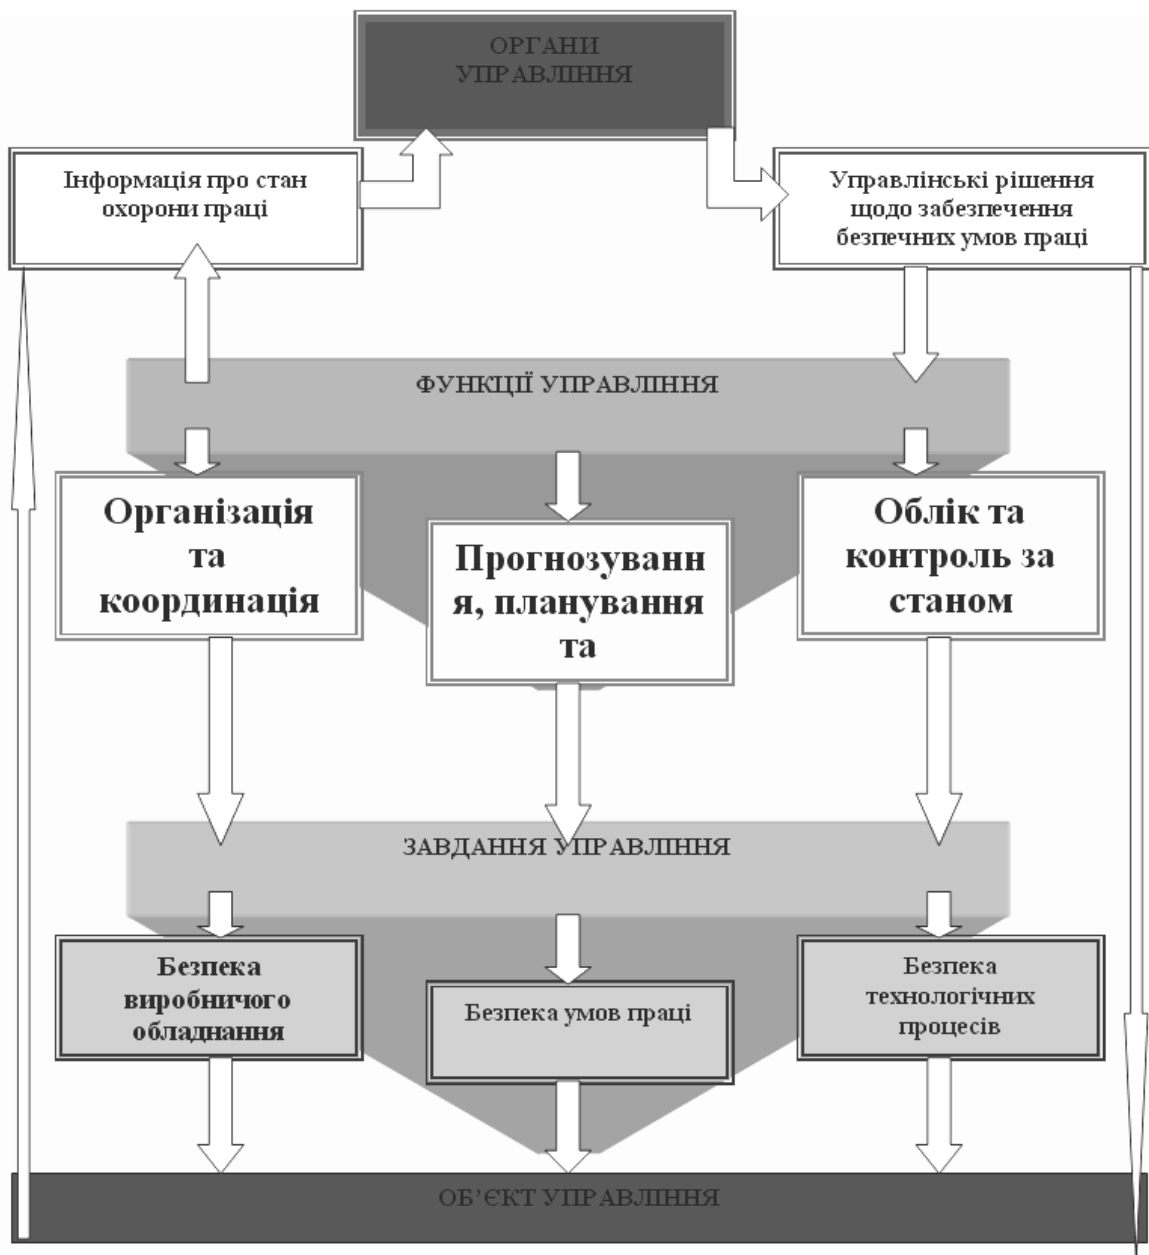 ОРГАНИ
УПРАВЛІННЯ
Інформація про стан
охорони праці
Управлінські рішення
щодо забезпечення
безпечних умов праці
ФУНКЦІЇ УПРАВЛІННЯ
Організація
та
координація
Прогнозуванн
я, планування
та
Облік та
контроль за
станом
ЗАВДАННЯ УПРАВЛІННЯ
Безпека
виробничого
обладнання
Безпека умов праці
Безпека
технологічних
процесів
ОБ’ЄКТ УПРАВЛІННЯ